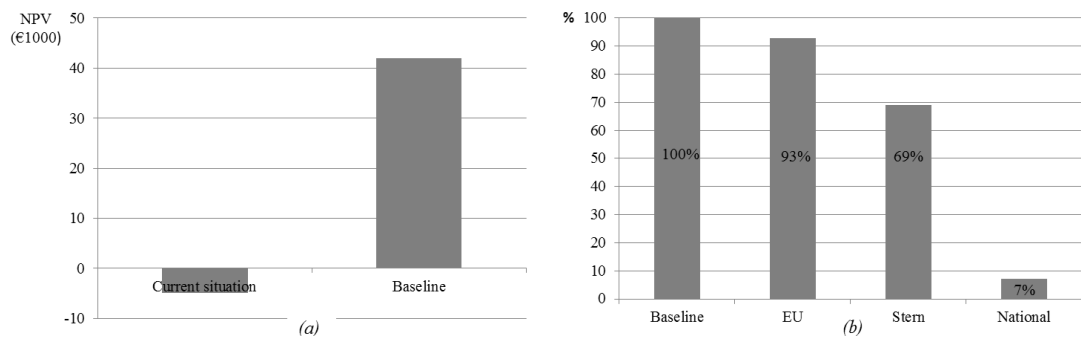 NPV
(€1000)
50
40
30
20
10
0
-10
Current situation
Baseline
(a)
%
100
90
80
70
60
50
40
30
20
10
0
100%
93%
69%
7%
Baseline
EU
Stern
National
(b)